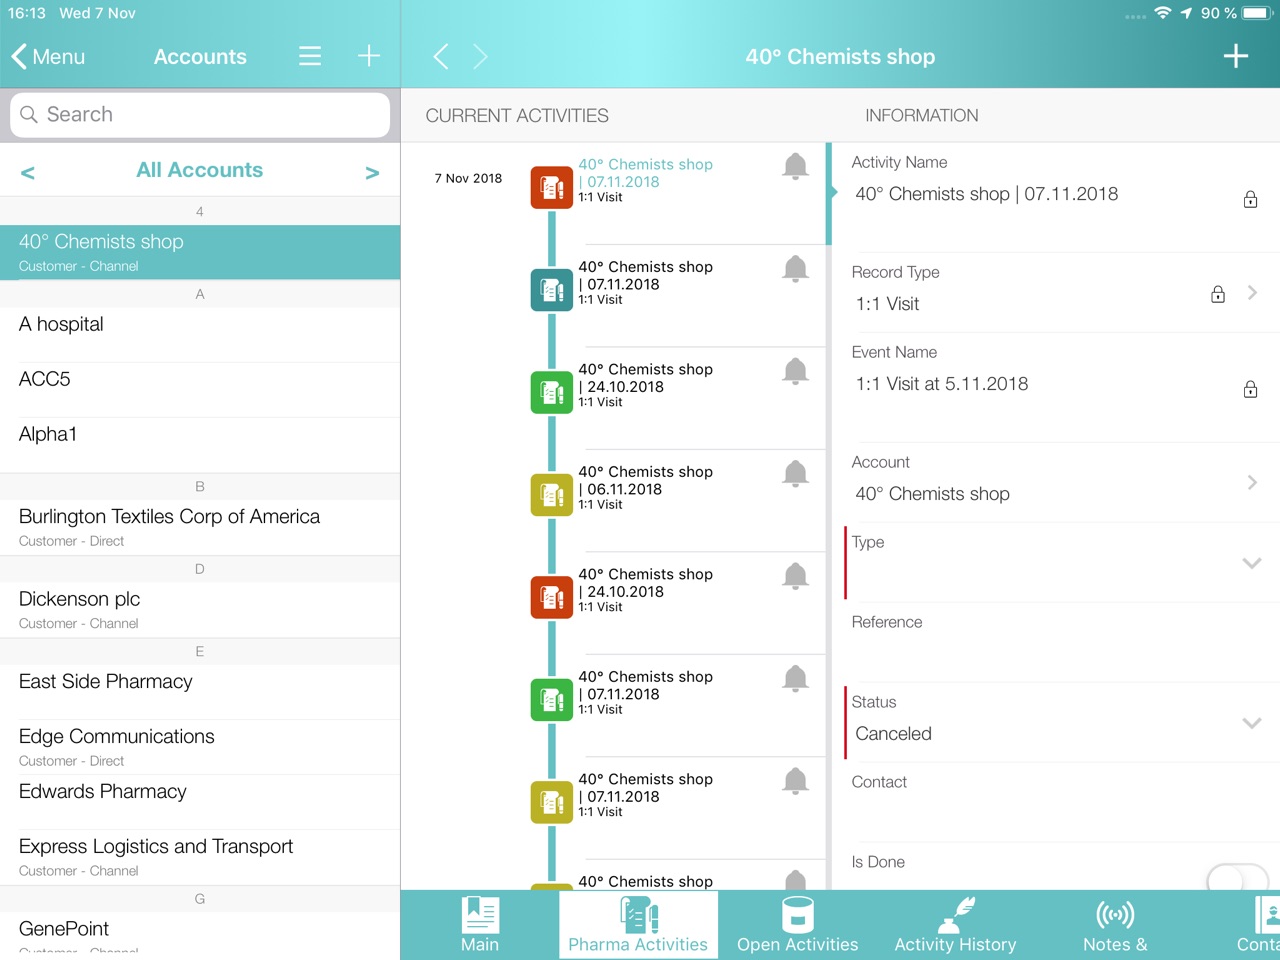 16:13 Wed 7 Nov
90 %
Menu
Accounts
40° Chemists shop
Search
< All Accounts >
4
40° Chemists shop
Customer - Channel
A
A hospital
ACC5
Alpha1
B
Burlington Textiles Corp of America
Customer - Direct
D
Dickenson plc
Customer - Channel
E
East Side Pharmacy
Edge Communications
Customer - Direct
Edwards Pharmacy
Express Logistics and Transport
Customer - Channel
G
GenePoint
Customer - Channel
CURRENT ACTIVITIES
7 Nov 2018
40° Chemists shop
| 07.11.2018
1:1 Visit
40° Chemists shop
| 07.11.2018
1:1 Visit
40° Chemists shop
| 24.10.2018
1:1 Visit
40° Chemists shop
| 06.11.2018
1:1 Visit
40° Chemists shop
| 24.10.2018
1:1 Visit
40° Chemists shop
| 07.11.2018
1:1 Visit
40° Chemists shop
| 07.11.2018
1:1 Visit
40° Chemists shop
INFORMATION
Activity Name
40° Chemists shop | 07.11.2018
Record Type
1:1 Visit
Event Name
1:1 Visit at 5.11.2018
Account
40° Chemists shop
Type
Reference
Status
Canceled
Contact
Is Done
Main
Pharma Activities
Open Activities
Activity History
Notes &
Conta